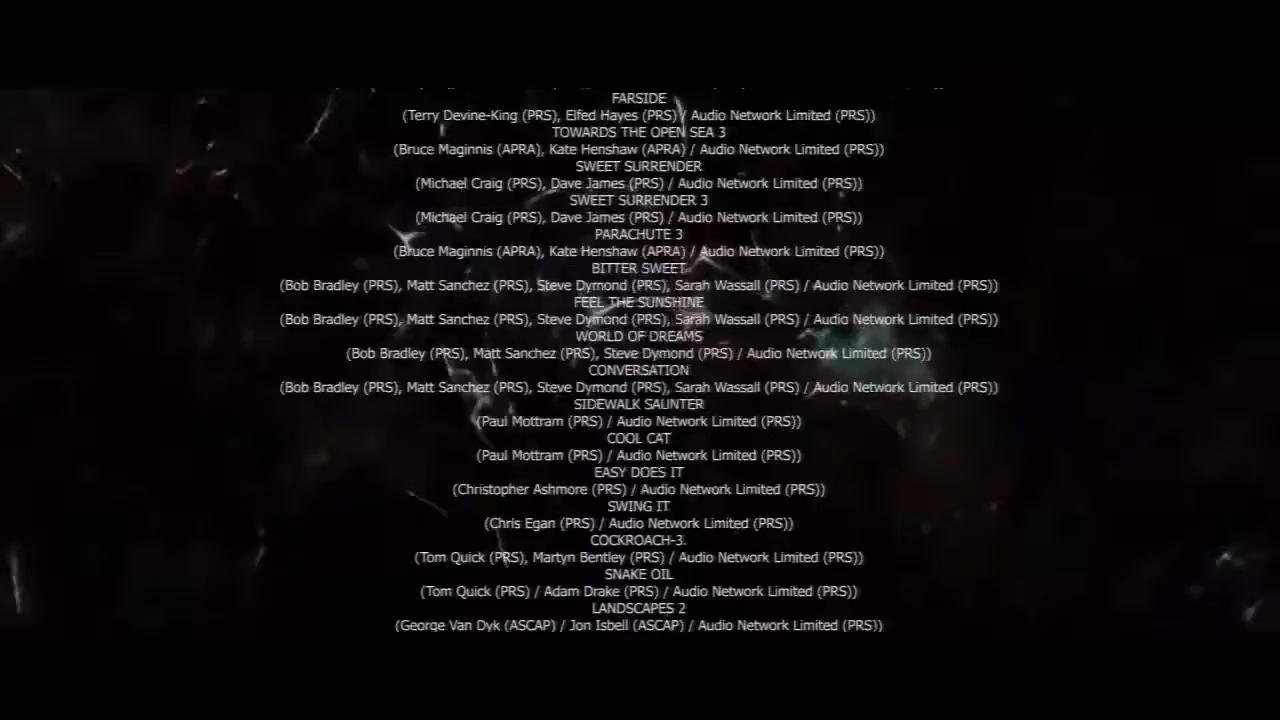 FARSIDE
(Terry Devine-King (PRS), Elfed Hayes (PRS) / Audio Network Limited (PRS))
TOWARDS THE OPEN SEA 3
(Bruce Maginnis (APRA), Kate Henshaw (APRA) / Audio Network Limited (PRS))
SWEET SURRENDER
(Michael Craig (PRS), Dave James (PRS) / Audio Network Limited (PRS))
SWEET SURRENDER 3
(Michael Craig (PRS), Dave James (PRS) / Audio Network Limited (PRS))
PARACHUTE 3
(Bruce Maginnis (APRA), Kate Henshaw (APRA) / Audio Network Limited (PRS))
BITTER SWEET
(Bob Bradley (PRS), Matt Sanchez (PRS), Steve Dymond (PRS), Sarah Wassall (PRS) / Audio Network Limited (PRS))
FEEL THE SUNSHINE
(Bob Bradley (PRS), Matt Sanchez (PRS), Steve Dymond (PRS), Sarah Wassall (PRS) / Audio Network Limited (PRS))
WORLD OF DREAMS
(Bob Bradley (PRS), Matt Sanchez (PRS), Steve Dymond (PRS) / Audio Network Limited (PRS))
CONVERSATION
(Bob Bradley (PRS), Matt Sanchez (PRS), Steve Dymond (PRS), Sarah Wassall (PRS) / Audio Network Limited (PRS))
SIDEWALK SAUNTER
(Paul Mottram (PRS) / Audio Network Limited (PRS))
COOL CAT
(Paul Mottram (PRS) / Audio Network Limited (PRS))
EASY DOES IT
(Christopher Ashmore (PRS) / Audio Network Limited (PRS))
SWING IT
(Chris Egan (PRS) / Audio Network Limited (PRS))
COCKROACH-3
(Tom Quick (PRS), Martyn Bentley (PRS) / Audio Network Limited (PRS))
SNAKE OIL
(Tom Quick (PRS) / Adam Drake (PRS) / Audio Network Limited (PRS))
LANDSCAPES 2
(George Van Dyk (ASCAP) / Jon Isbell (ASCAP) / Audio Network Limited (PRS))